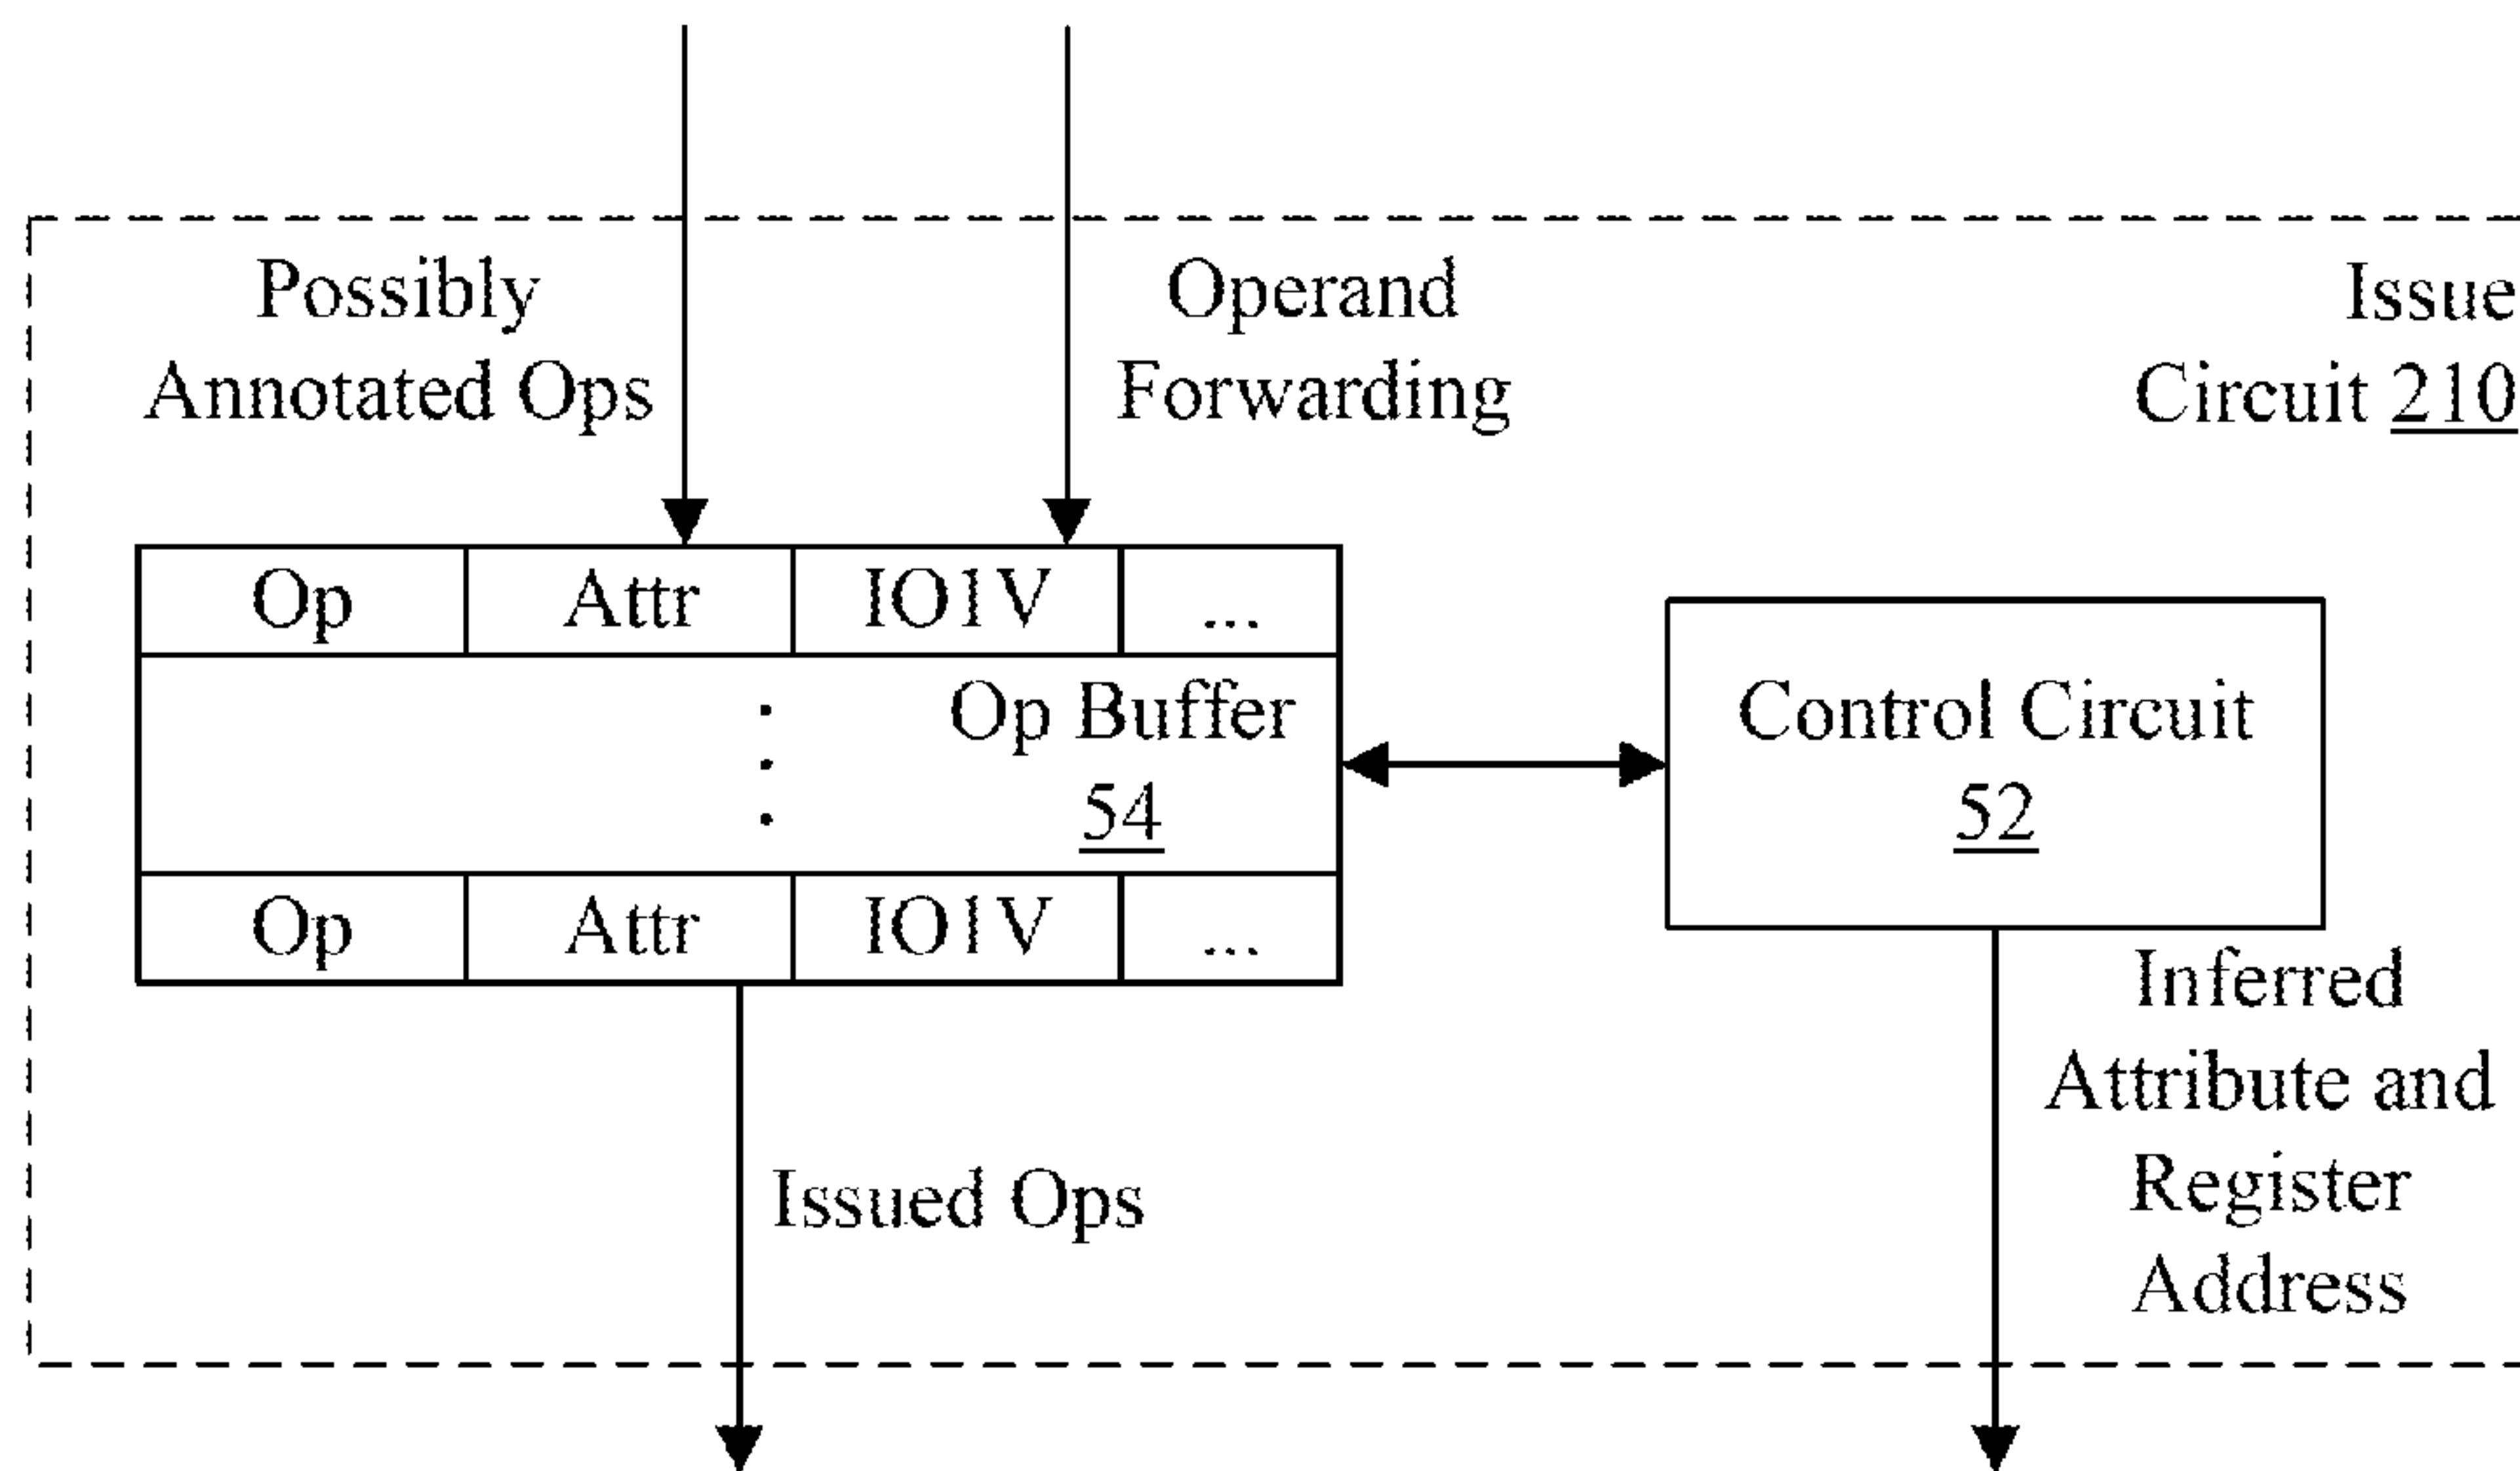 Possibly
Annotated Ops
Operand
Forwarding
Issue
Circuit 210
Op Attr IO1V ...
Op Buffer
54
Control Circuit
52
Op Attr IO1V ...
Inferred
Attribute and
Register
Address
Issued Ops